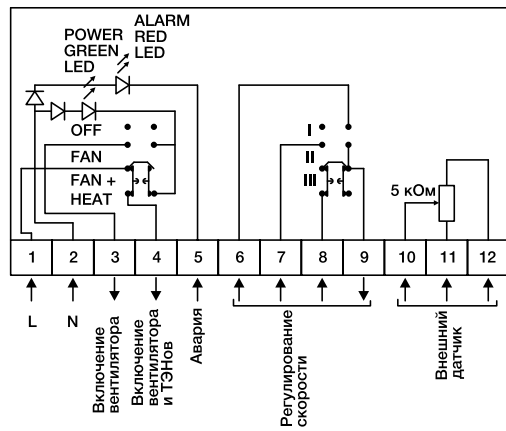 POWER
GREEN
LED
ALARM
RED
LED
OFF
FAN
FAN +
HEAT
I
II
III
5 кОм
1 2 3 4 5 6 7 8 9 10 11 12
L
N
Включение
вентилятора
Включение
вентилятора
и ТЭНов
Авария
Регулирование
скорости
Внешний
датчик